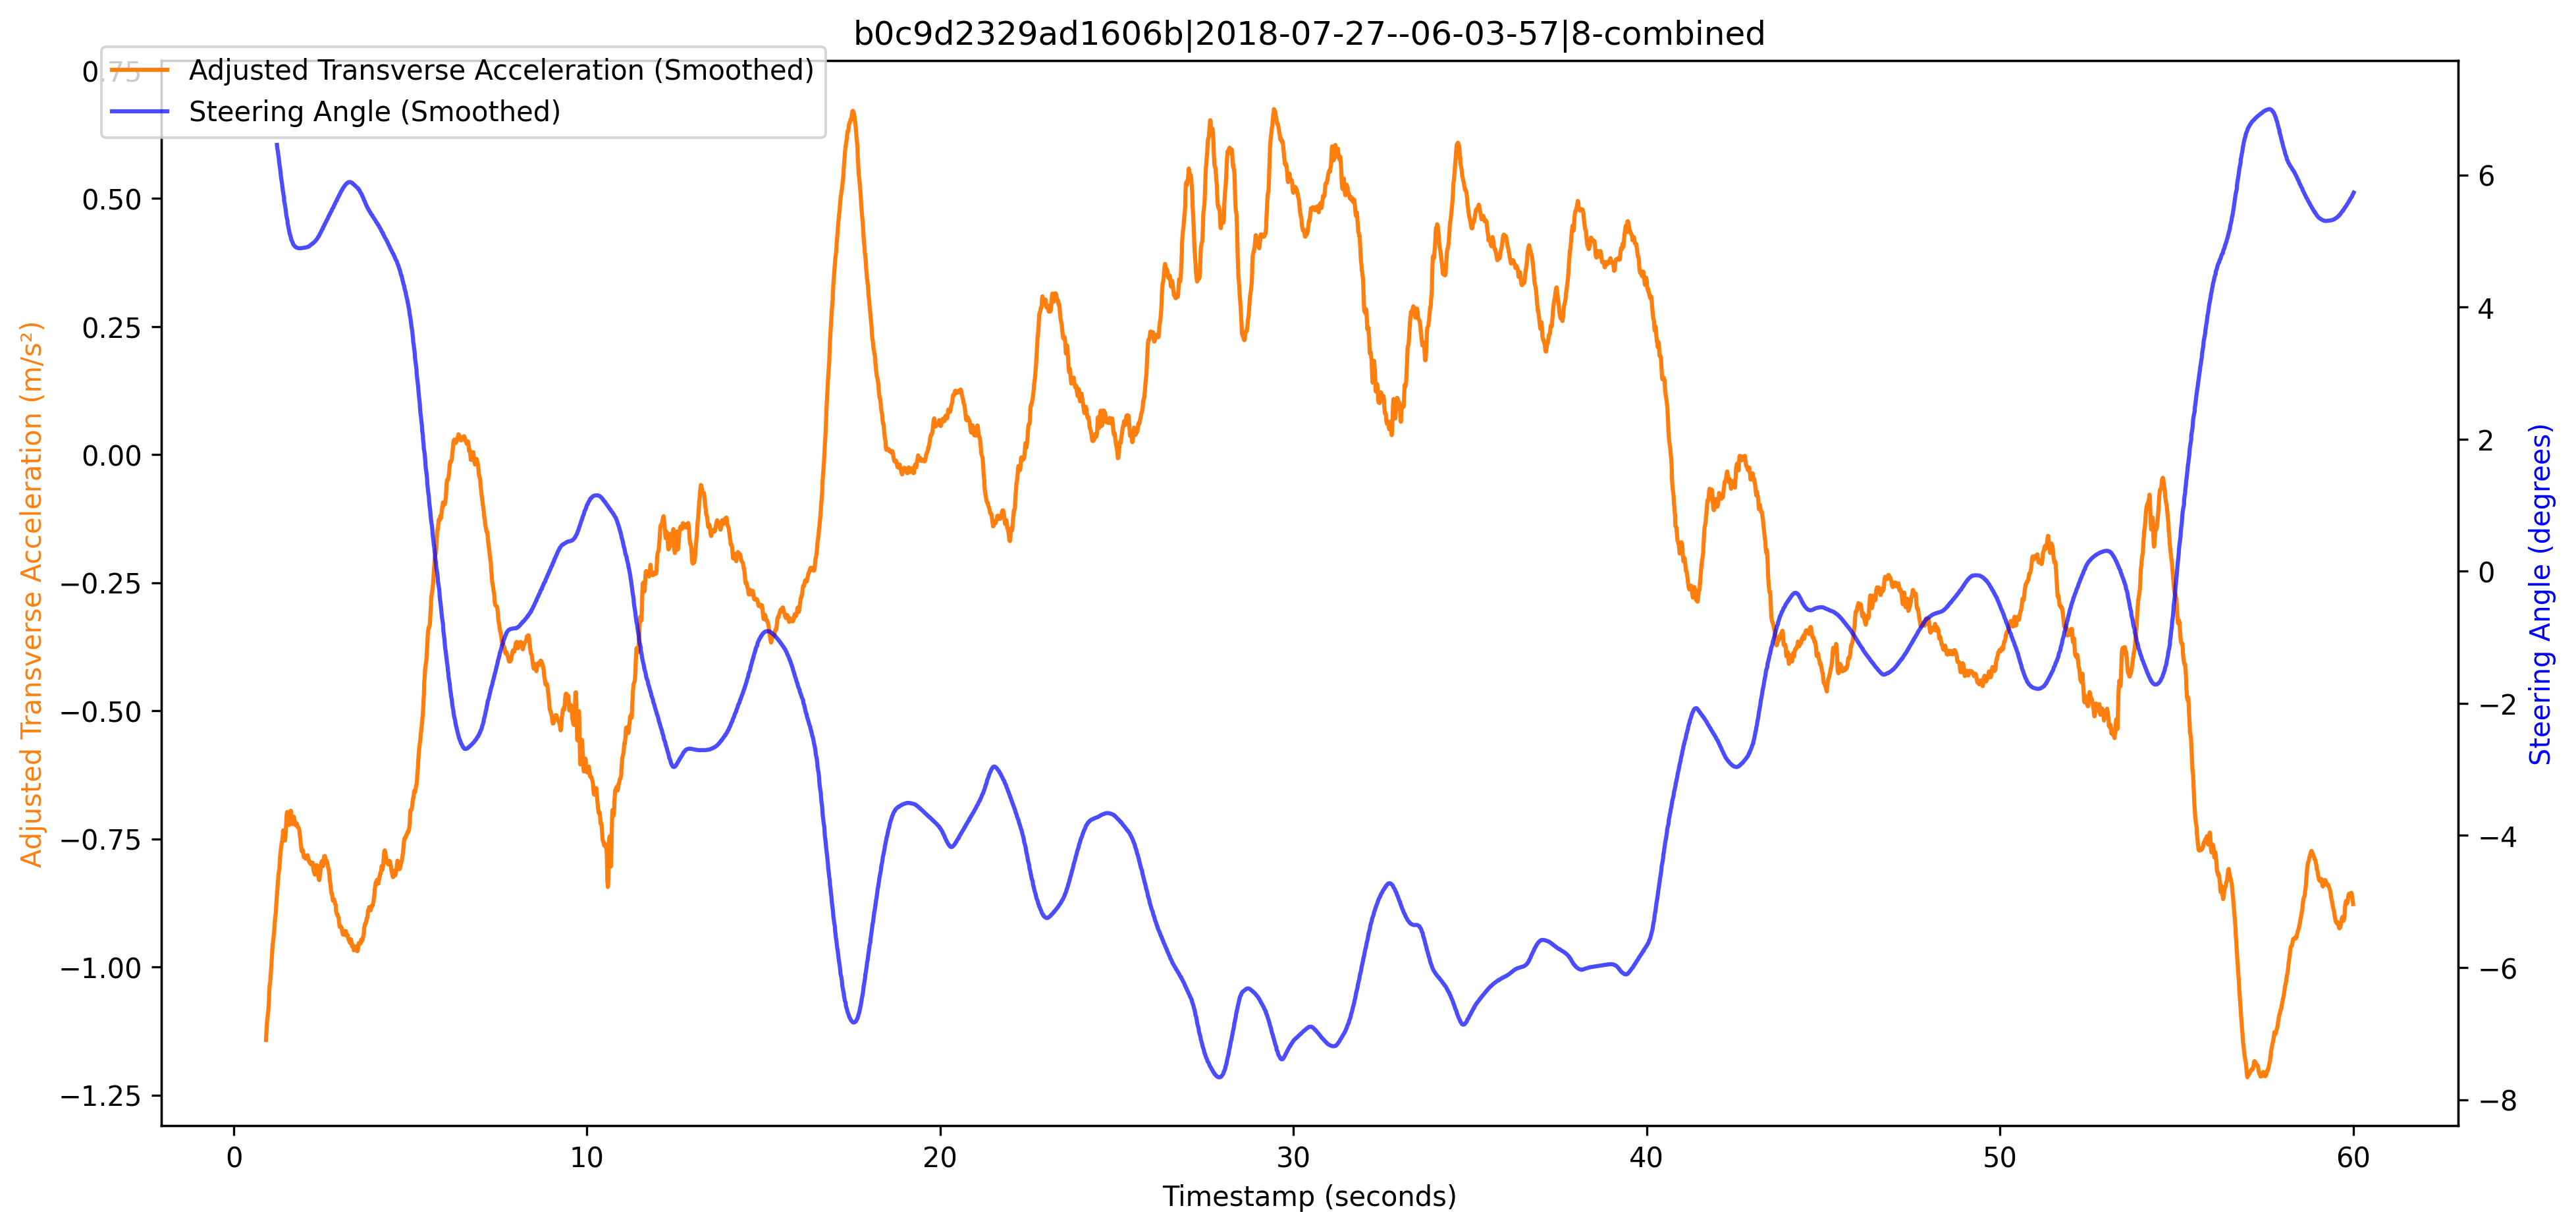 b0c9d2329ad1606b|2018-07-27--06-03-57|8-combined
Adjusted Transverse Acceleration (Smoothed)
Steering Angle (Smoothed)
Adjusted Transverse Acceleration (m/s²)
0.75
0.50
0.25
0.00
−0.25
−0.50
−0.75
−1.00
−1.25
6
4
2
0
−2
−4
−6
−8
Steering Angle (degrees)
0 10 20 30 40 50 60
Timestamp (seconds)